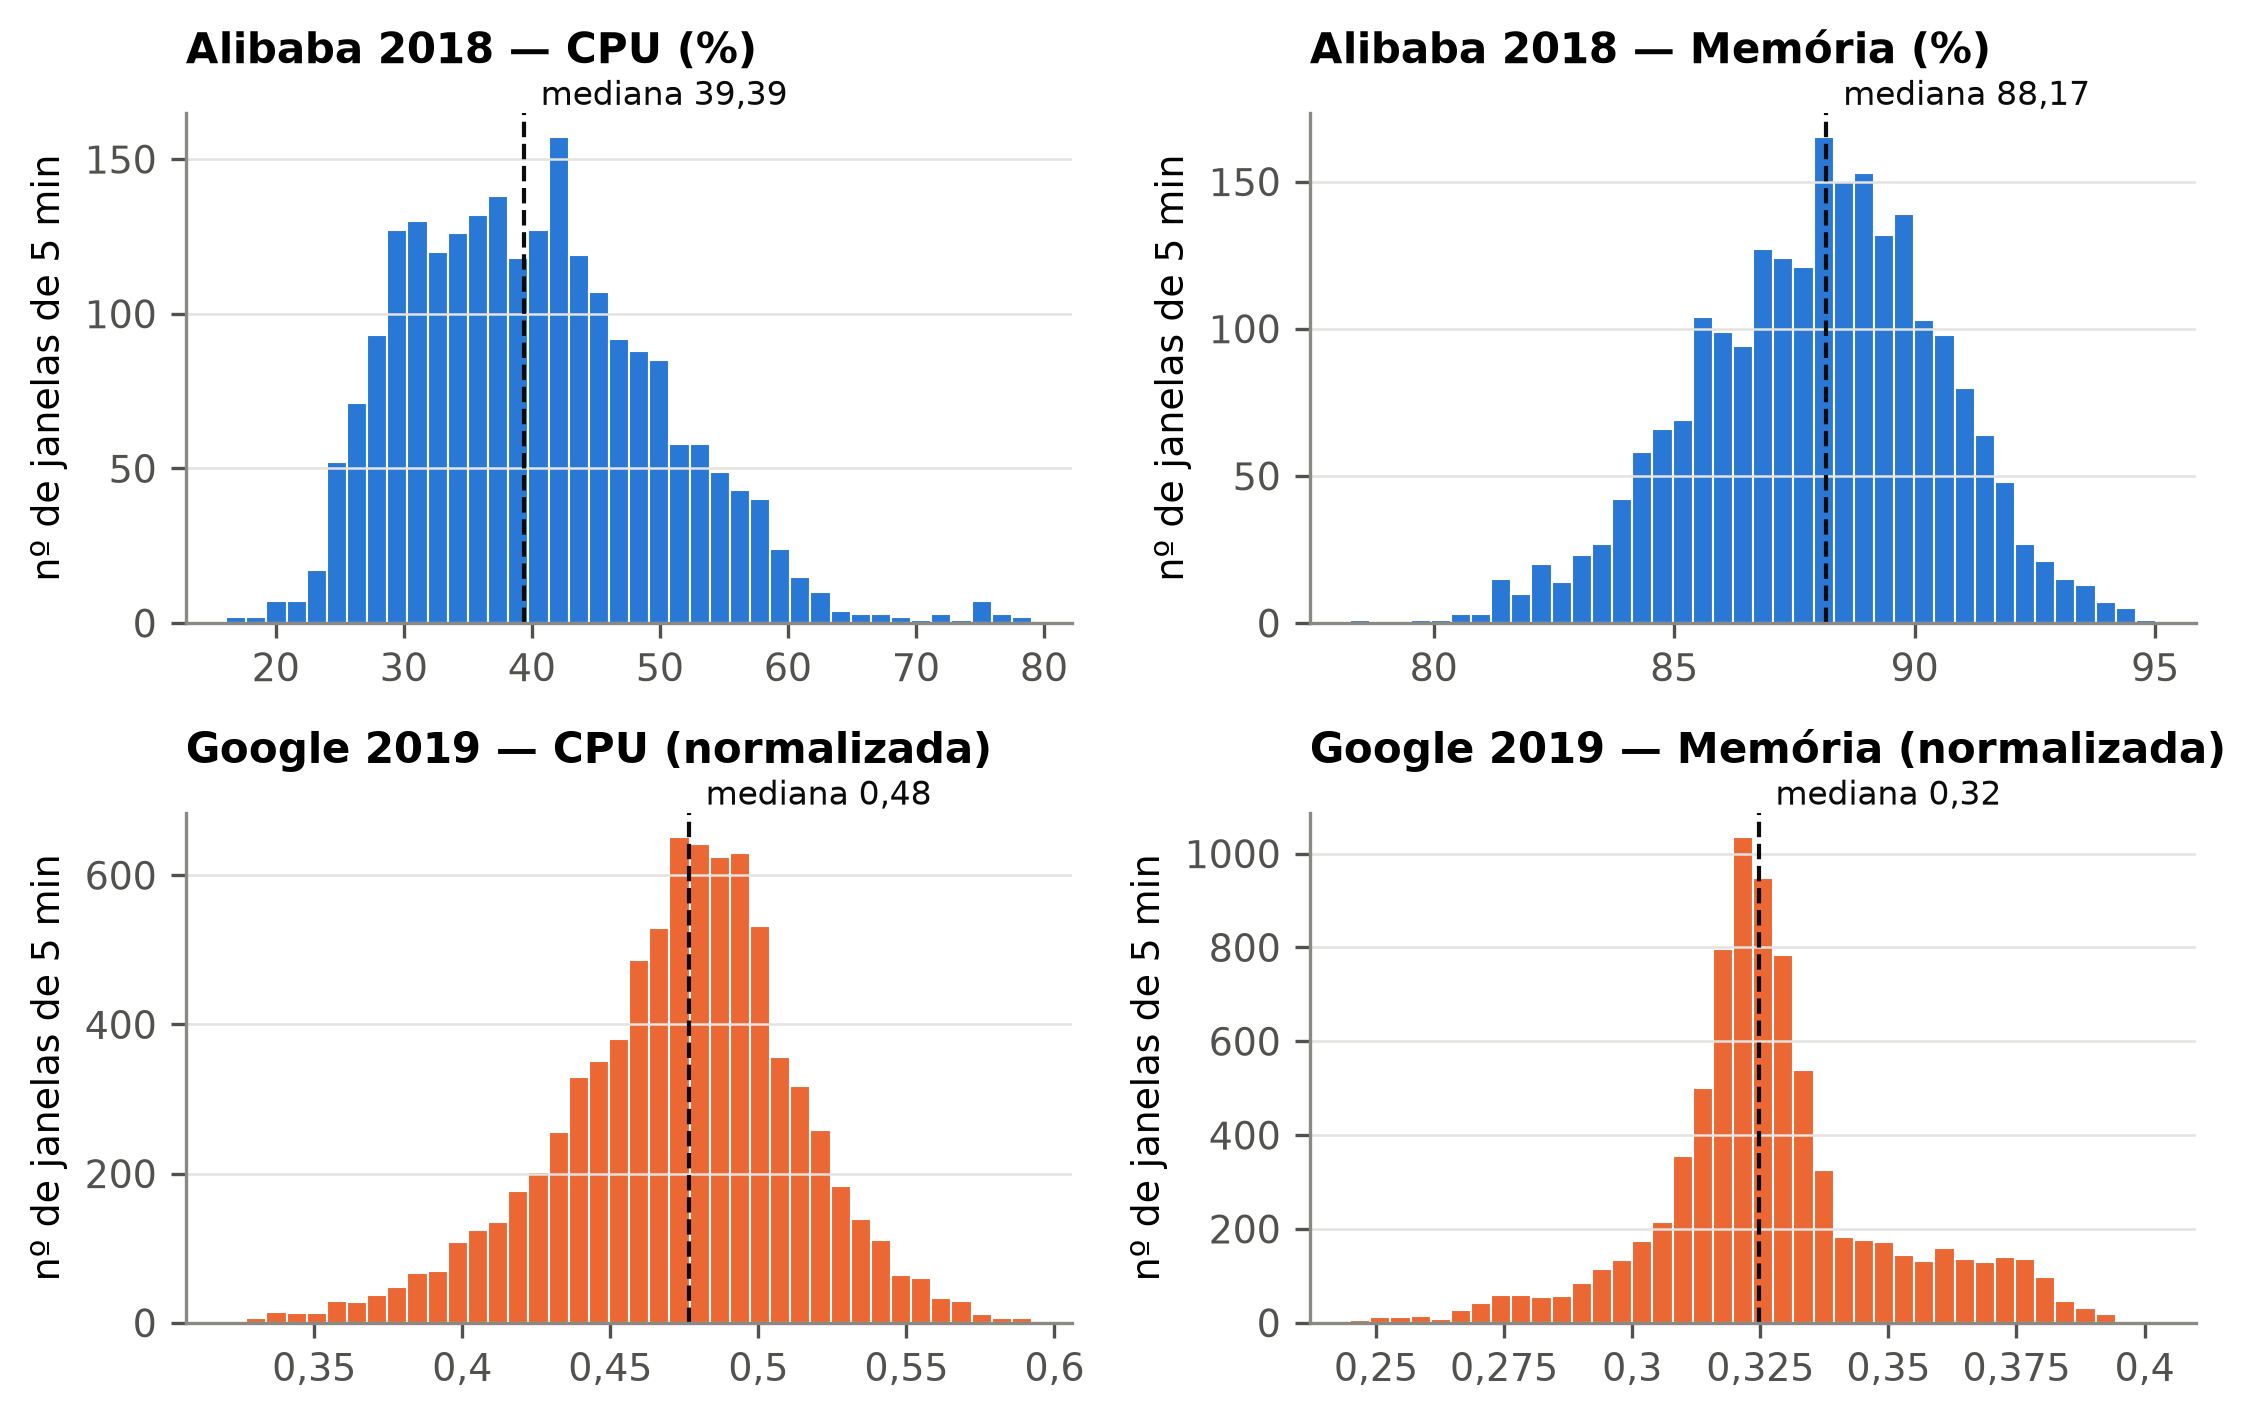 Alibaba 2018 — CPU (%)
mediana 39,39
nº de janelas de 5 min
150
100
50
0
20 30 40 50 60 70 80
Alibaba 2018 — Memória (%)
mediana 88,17
nº de janelas de 5 min
150
100
50
0
80 85 90 95
Google 2019 — CPU (normalizada)
mediana 0,48
nº de janelas de 5 min
600
400
200
0
0,35 0,4 0,45 0,5 0,55 0,6
Google 2019 — Memória (normalizada)
mediana 0,32
nº de janelas de 5 min
1000
800
600
400
200
0
0,25 0,275 0,3 0,325 0,35 0,375 0,4